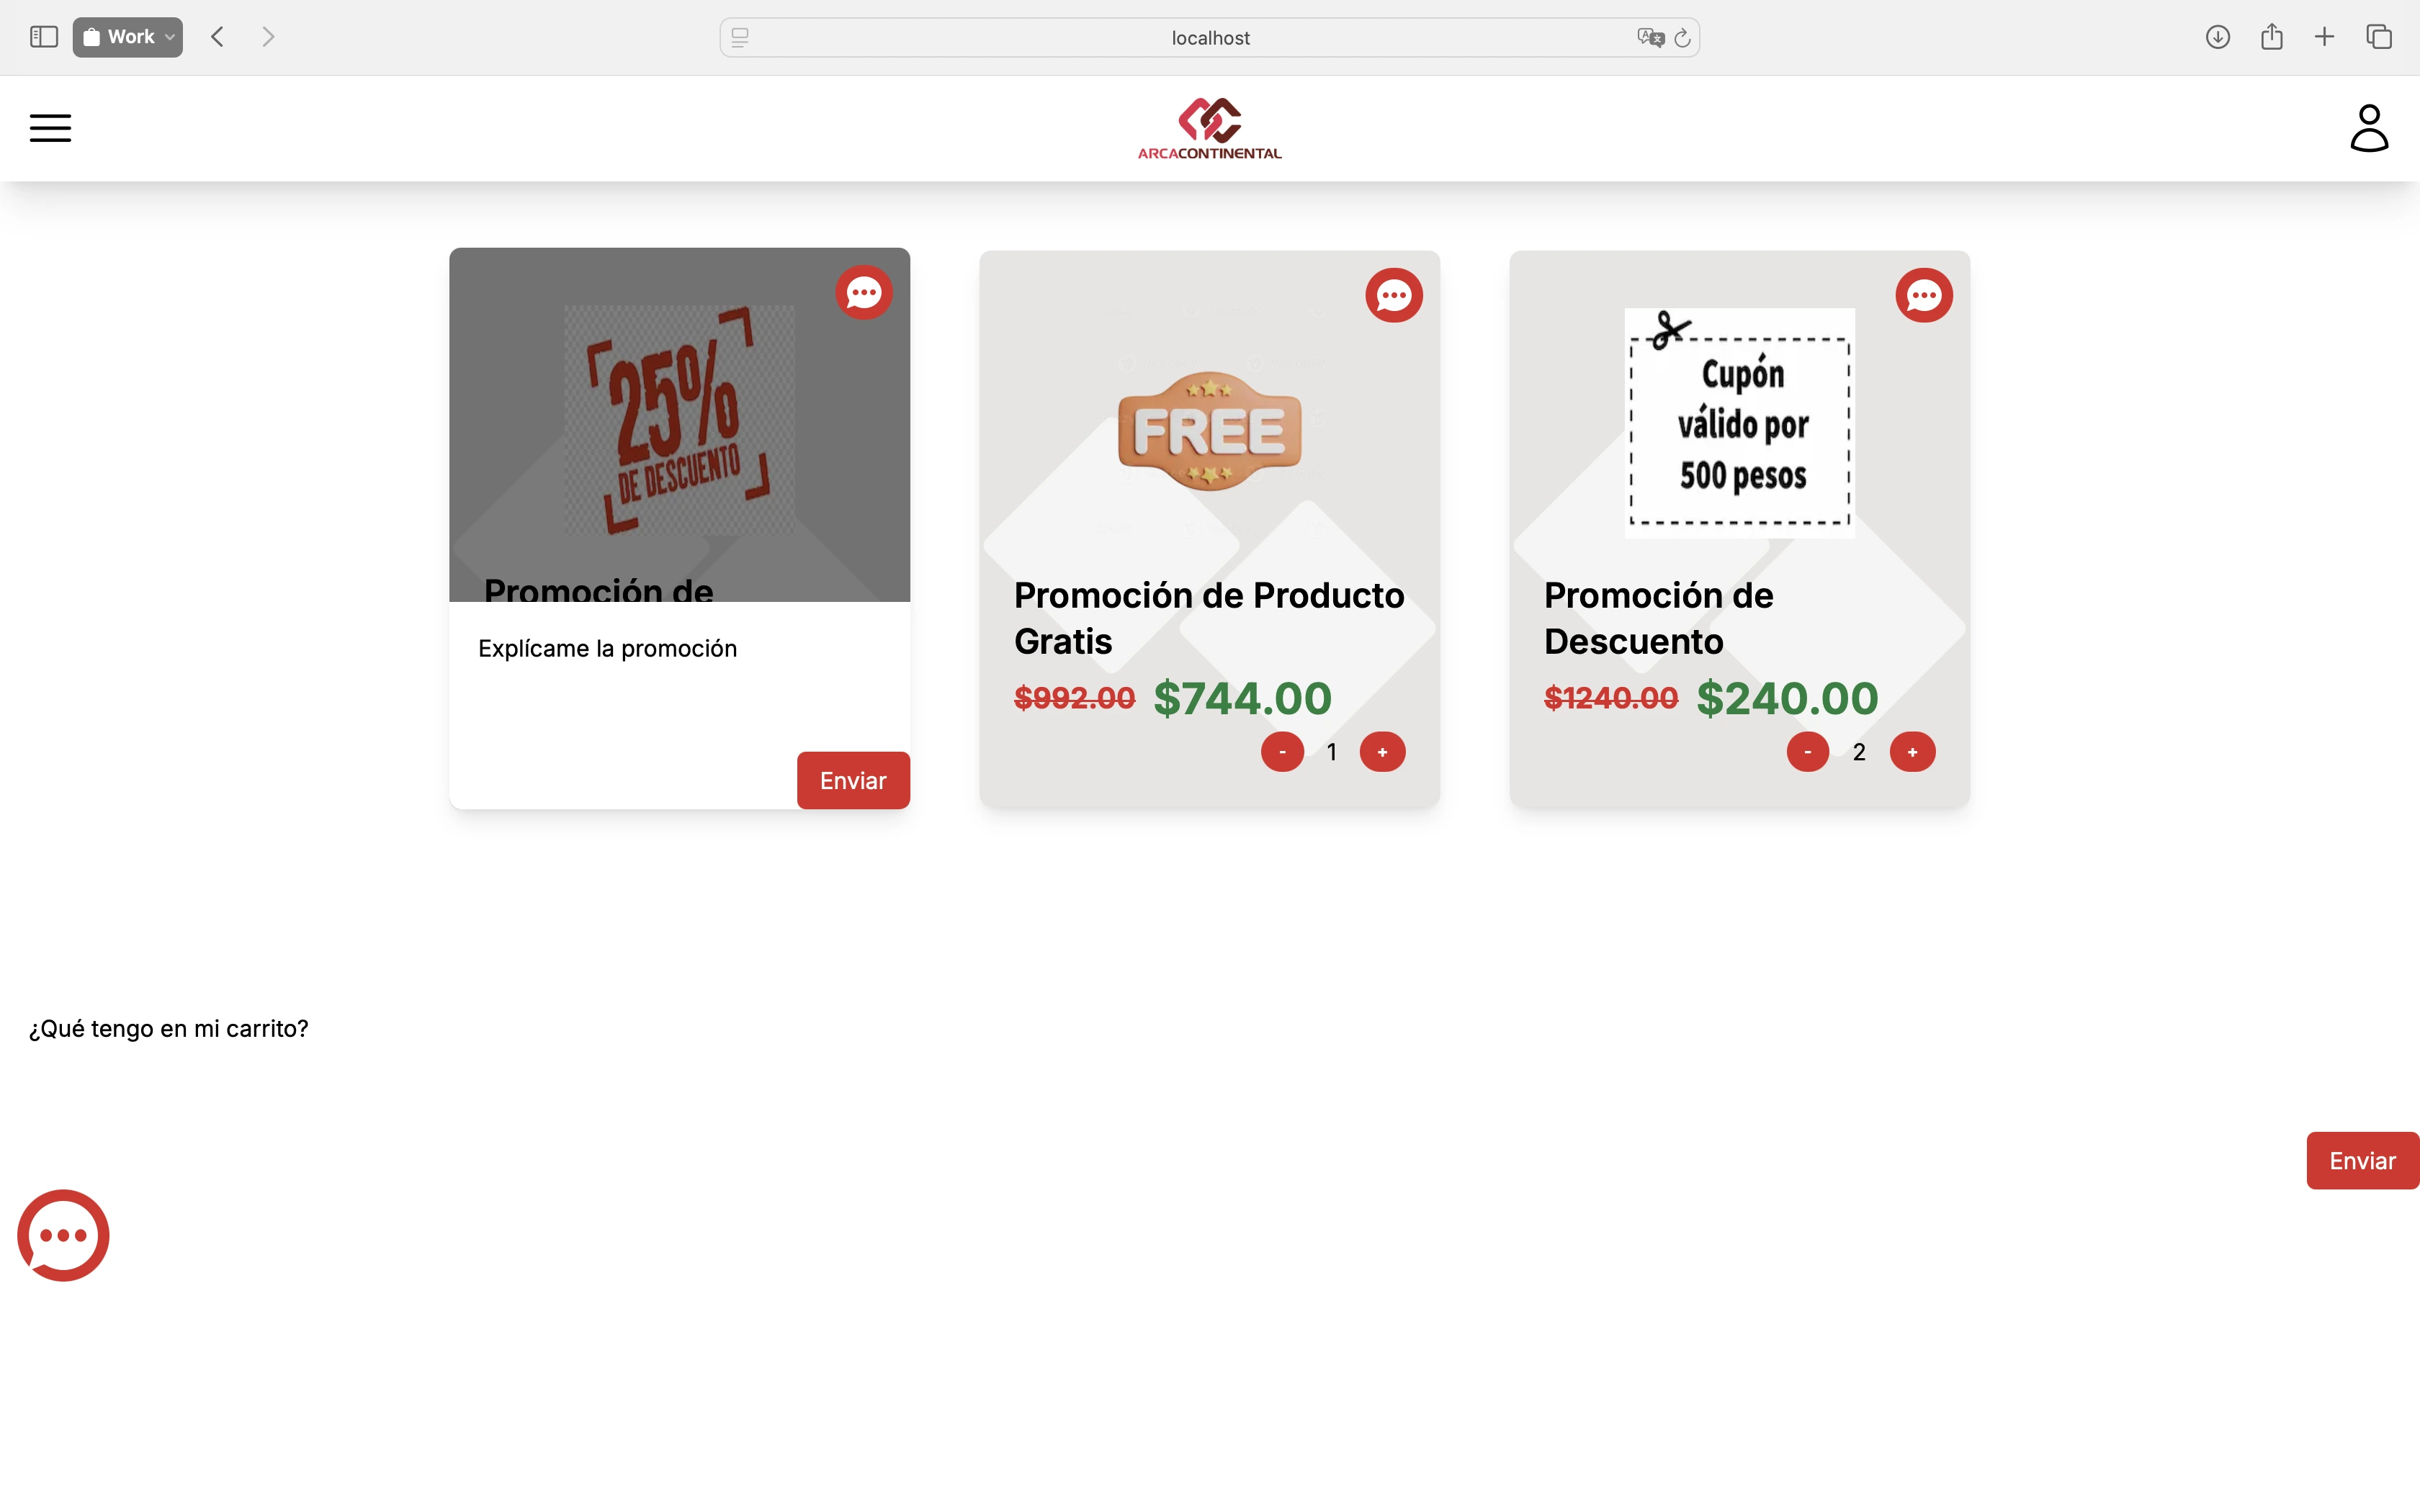 Work
localhost
ARCACONTINENTAL
25%
DE DESCUENTO
Promoción de
Explícame la promoción
Enviar
FREE
Promoción de Producto
Gratis
$992.00 $744.00
- 1 +
Cupón
válido por
500 pesos
Promoción de
Descuento
$1240.00 $240.00
- 2 +
¿Qué tengo en mi carrito?
Enviar